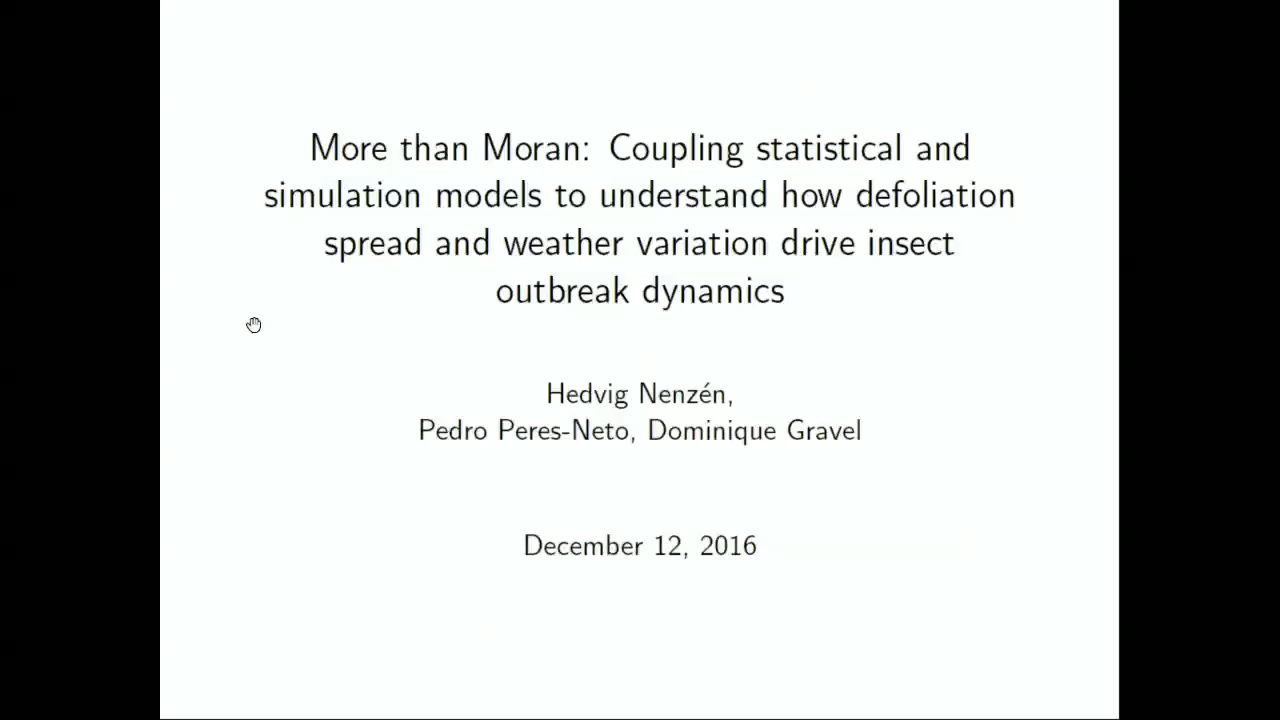 More than Moran: Coupling statistical and
simulation models to understand how defoliation
spread and weather variation drive insect
outbreak dynamics
Hedvig Nenzén,
Pedro Peres-Neto, Dominique Gravel
December 12, 2016